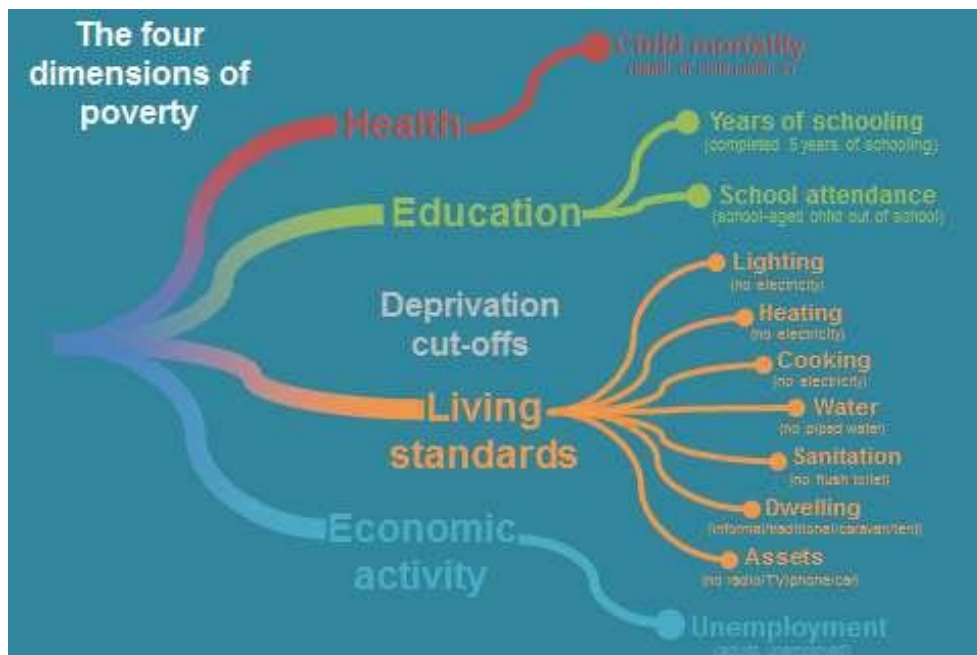 The four
dimensions of
poverty
Child mortality
Health
Years of schooling
(completed 5 years of schooling)
Education
School attendance
(school-aged child out of school)
Deprivation
cut-offs
Lighting
(no electricity)
Heating
(no electricity)
Cooking
(no electricity)
Living
standards
Water
(no piped water)
Sanitation
(no flush toilet)
Dwelling
(informal/traditional/caravan/tent)
Assets
(no radio/TV/phone/car)
Economic
activity
Unemployment